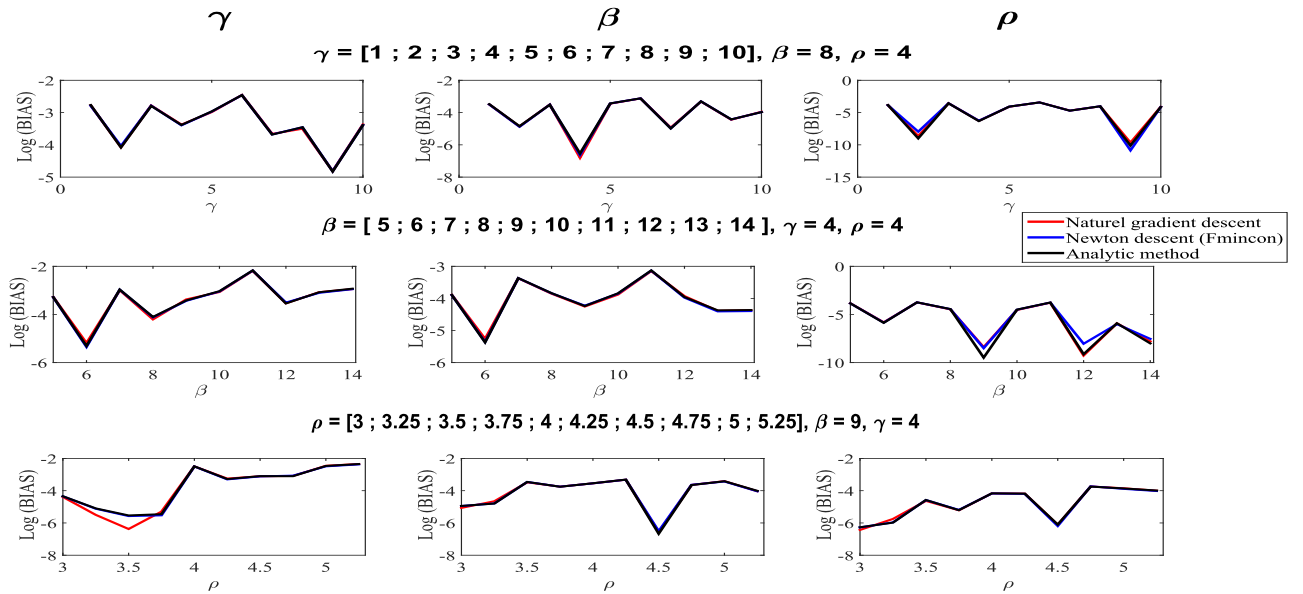 γ β ρ
γ = [1 ; 2 ; 3 ; 4 ; 5 ; 6 ; 7 ; 8 ; 9 ; 10], β = 8, ρ = 4
-2
-3
-4
-5
Log (BIAS)
0 5 10
γ
-2
-4
-6
-8
Log (BIAS)
0 5 10
γ
0
-5
-10
-15
Log (BIAS)
0 5 10
γ
β = [ 5 ; 6 ; 7 ; 8 ; 9 ; 10 ; 11 ; 12 ; 13 ; 14 ], γ = 4, ρ = 4
Naturel gradient descent
Newton descent (Fmincon)
Analytic method
-2
-4
-6
Log (BIAS)
6 8 10 12 14
β
-3
-4
-5
-6
Log (BIAS)
6 8 10 12 14
β
0
-5
-10
Log (BIAS)
6 8 10 12 14
β
ρ = [3 ; 3.25 ; 3.5 ; 3.75 ; 4 ; 4.25 ; 4.5 ; 4.75 ; 5 ; 5.25], β = 9, γ = 4
-2
-4
-6
-8
Log (BIAS)
3 3.5 4 4.5 5
ρ
-2
-4
-6
-8
Log (BIAS)
3 3.5 4 4.5 5
ρ
-2
-4
-6
-8
Log (BIAS)
3 3.5 4 4.5 5
ρ